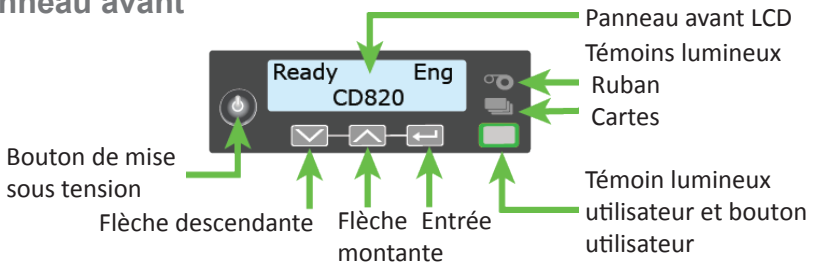 nneau avant
Panneau avant LCD
Témoins lumineux
Ruban
Cartes
Ready Eng
CD820
Bouton de mise
sous tension
Flèche descendante
Flèche
montante
Entrée
Témoin lumineux
utilisateur et bouton
utilisateur